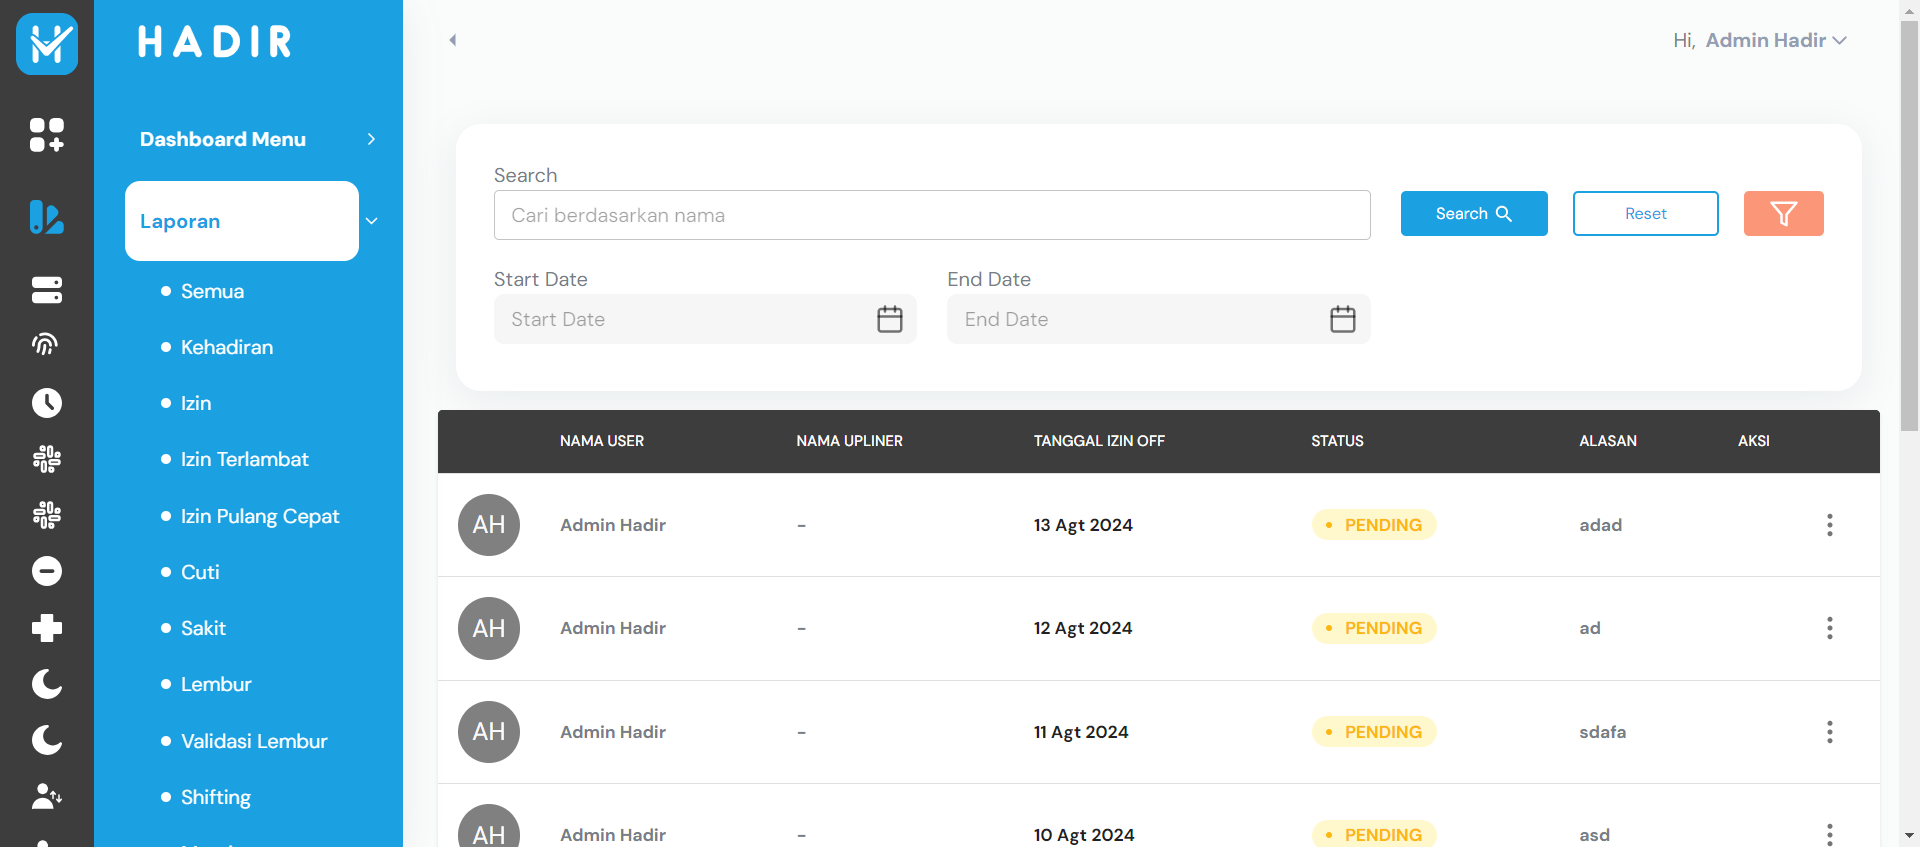 HADIR
Hi, Admin Hadir
Dashboard Menu
Laporan
Semua
Kehadiran
Izin
Izin Terlambat
Izin Pulang Cepat
Cuti
Sakit
Lembur
Validasi Lembur
Shifting
Search
Cari berdasarkan nama
Search
Reset
Start Date
End Date
Start Date
End Date
NAMA USER NAMA UPLINER TANGGAL IZIN OFF STATUS ALASAN AKSI
AH Admin Hadir - 13 Agt 2024 PENDING adad
AH Admin Hadir - 12 Agt 2024 PENDING ad
AH Admin Hadir - 11 Agt 2024 PENDING sdafa
AH Admin Hadir - 10 Agt 2024 PENDING asd